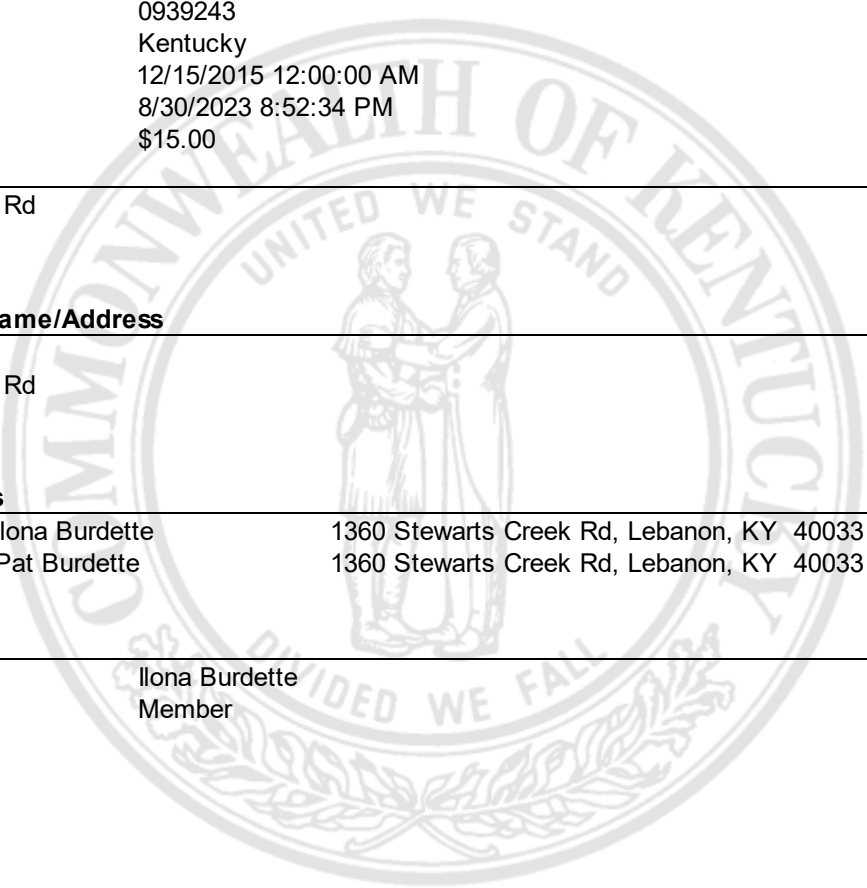 0939243
Kentucky
12/15/2015 12:00:00 AM
8/30/2023 8:52:34 PM
$15.00
Rd
ame/Address
Rd
s
Ilona Burdette 1360 Stewarts Creek Rd, Lebanon, KY 40033
Pat Burdette 1360 Stewarts Creek Rd, Lebanon, KY 40033
Ilona Burdette
Member
COMMONWEALTH OF KENTUCKY
UNITED WE STAND
DIVIDED WE FALL